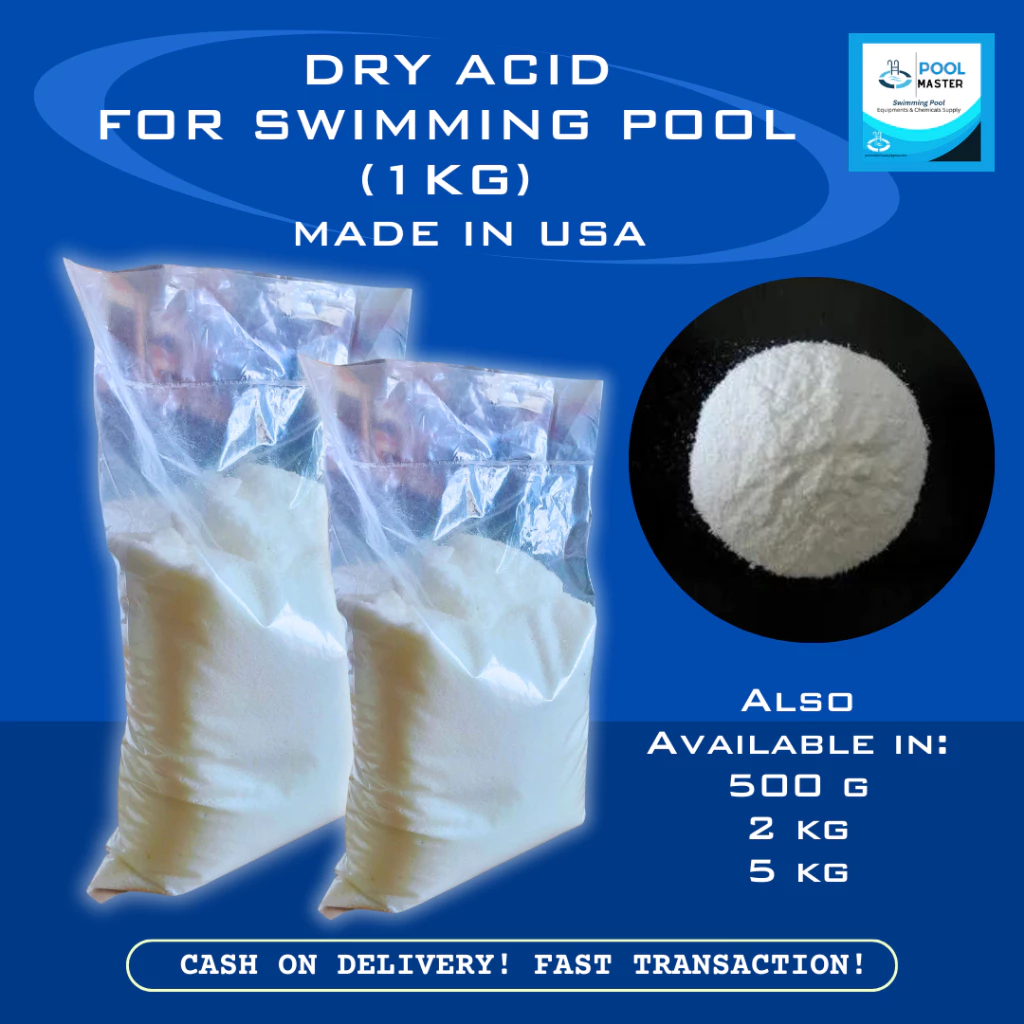 DRY ACID
FOR SWIMMING POOL
(1KG)
MADE IN USA
POOL
MASTER
Swimming Pool
Equipments & Chemicals Supply
Also
Available in:
500 g
2 kg
5 kg
CASH ON DELIVERY! FAST TRANSACTION!